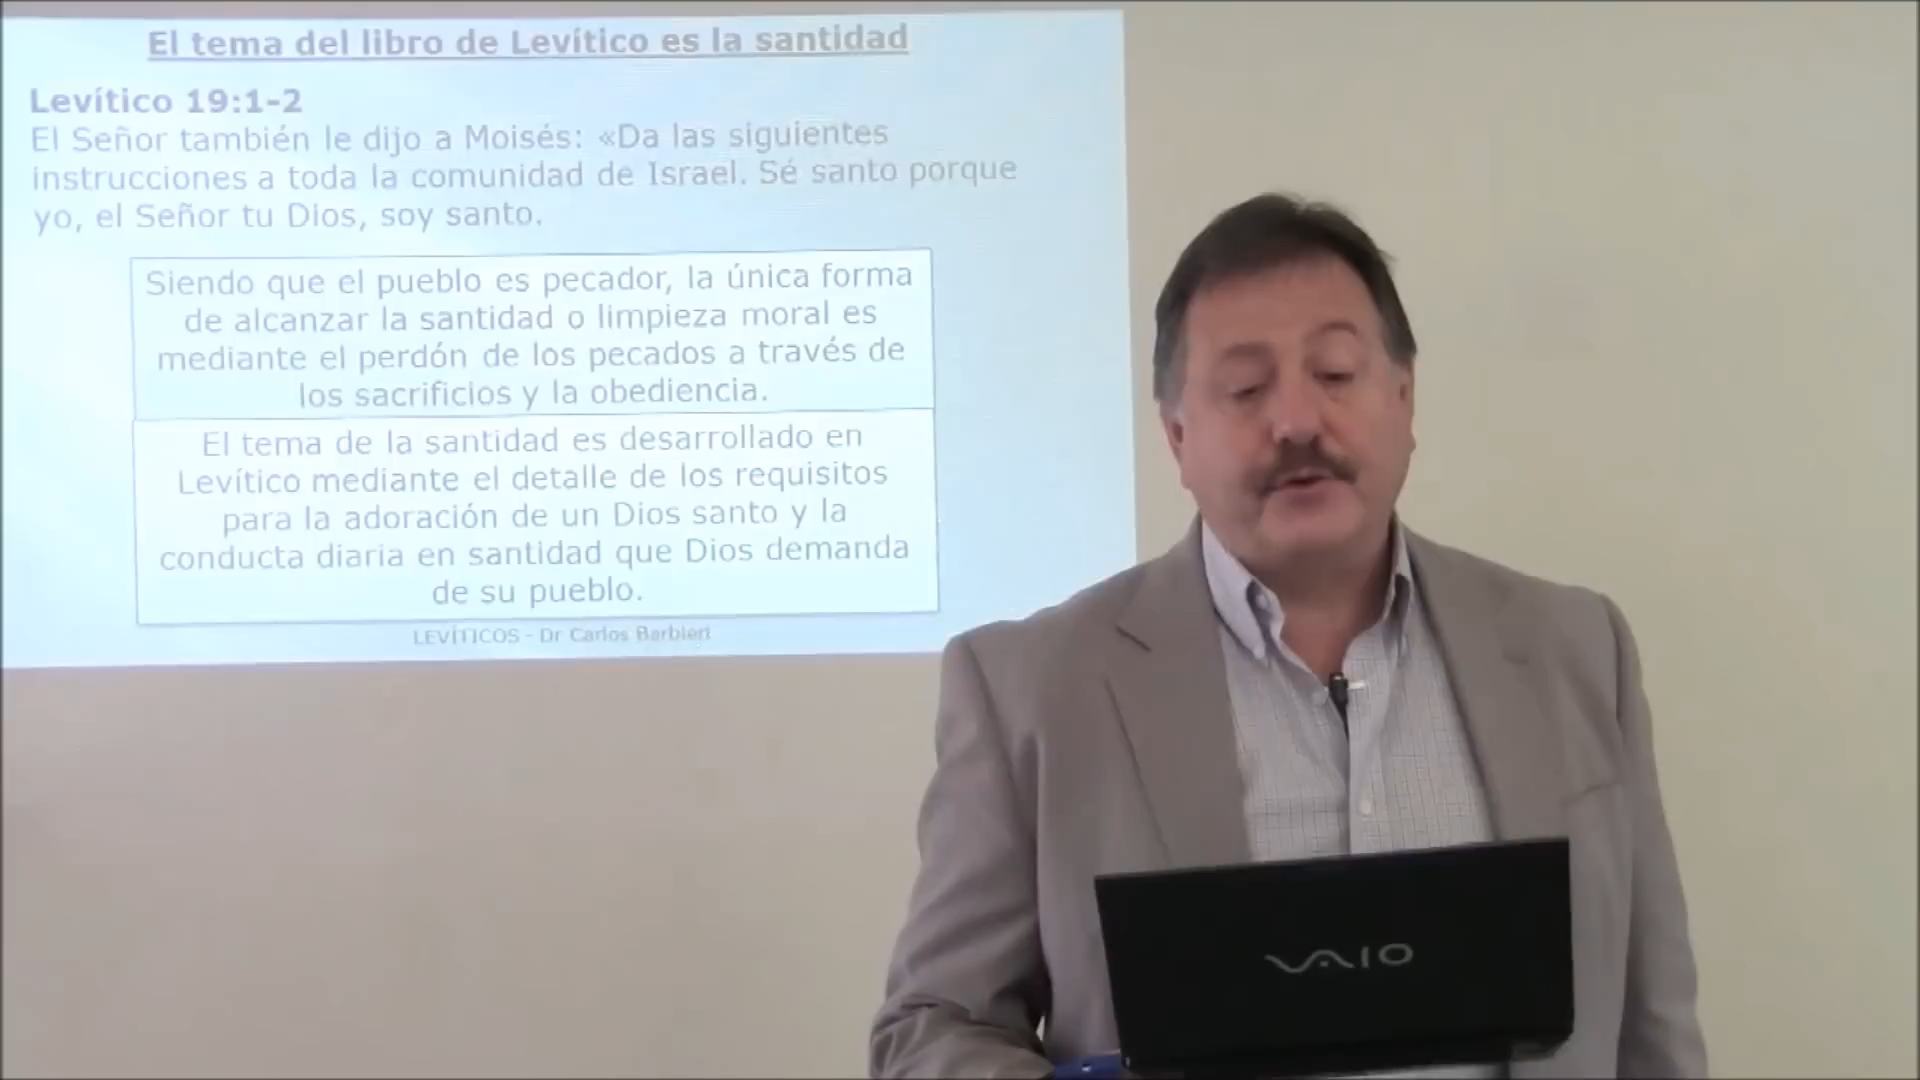 El tema del libro de Levítico es la santidad
Levítico 19:1-2
El Señor también le dijo a Moisés: «Da las siguientes
instrucciones a toda la comunidad de Israel. Sé santo porque
yo, el Señor tu Dios, soy santo.
Siendo que el pueblo es pecador, la única forma
de alcanzar la santidad o limpieza moral es
mediante el perdón de los pecados a través de
los sacrificios y la obediencia.
El tema de la santidad es desarrollado en
Levítico mediante el detalle de los requisitos
para la adoración de un Dios santo y la
conducta diaria en santidad que Dios demanda
de su pueblo.
LEVÍTICOS - Dr Carlos Barbieri
VAIO